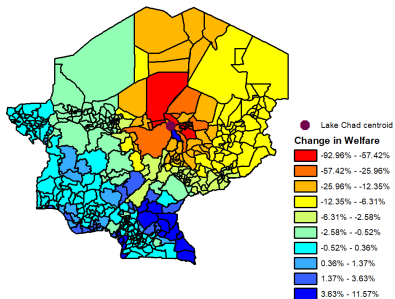 Lake Chad centroid
Change in Welfare
-92.96% - -57.42%
-57.42% - -25.96%
-25.96% - -12.35%
-12.35% - -6.31%
-6.31% - -2.58%
-2.58% - -0.52%
-0.52% - 0.36%
0.36% - 1.37%
1.37% - 3.63%
3.63% - 11.57%